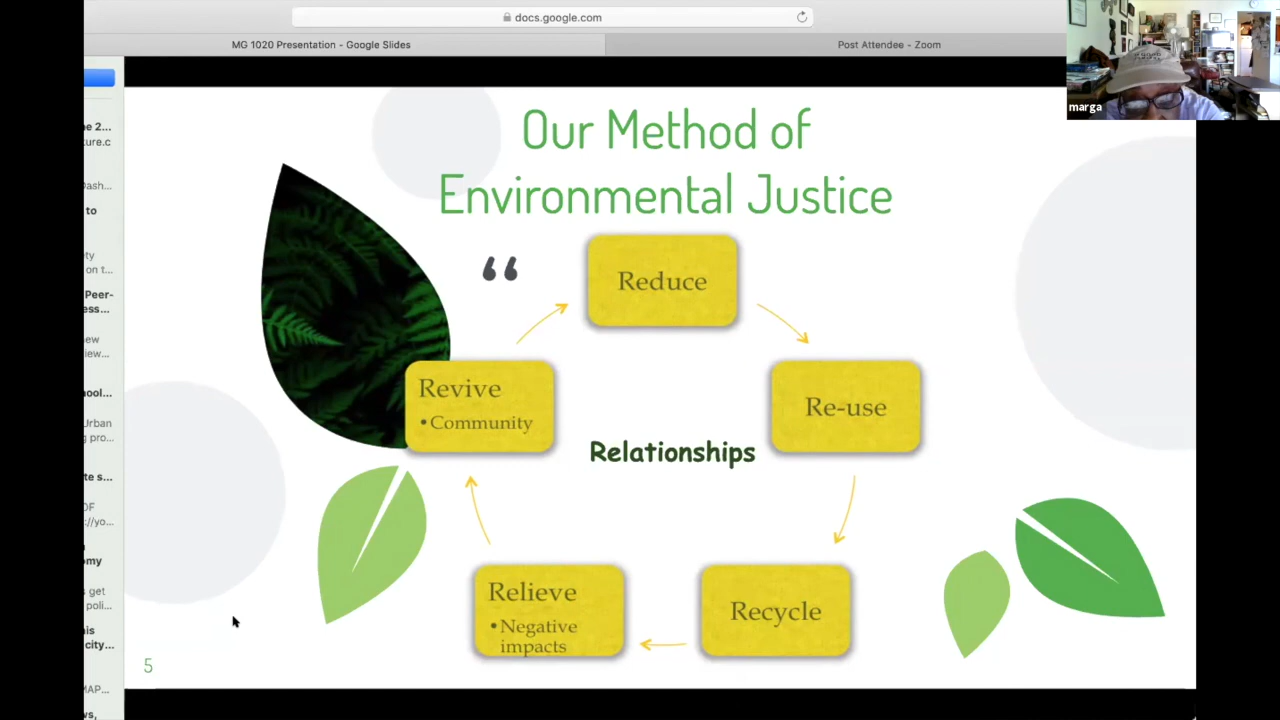 docs.google.com
MG 1020 Presentation - Google Slides
Post Attendee - Zoom
marga
Our Method of
Environmental Justice
“
Reduce
Revive
•Community
Re-use
Relationships
Relieve
•Negative
impacts
Recycle
5